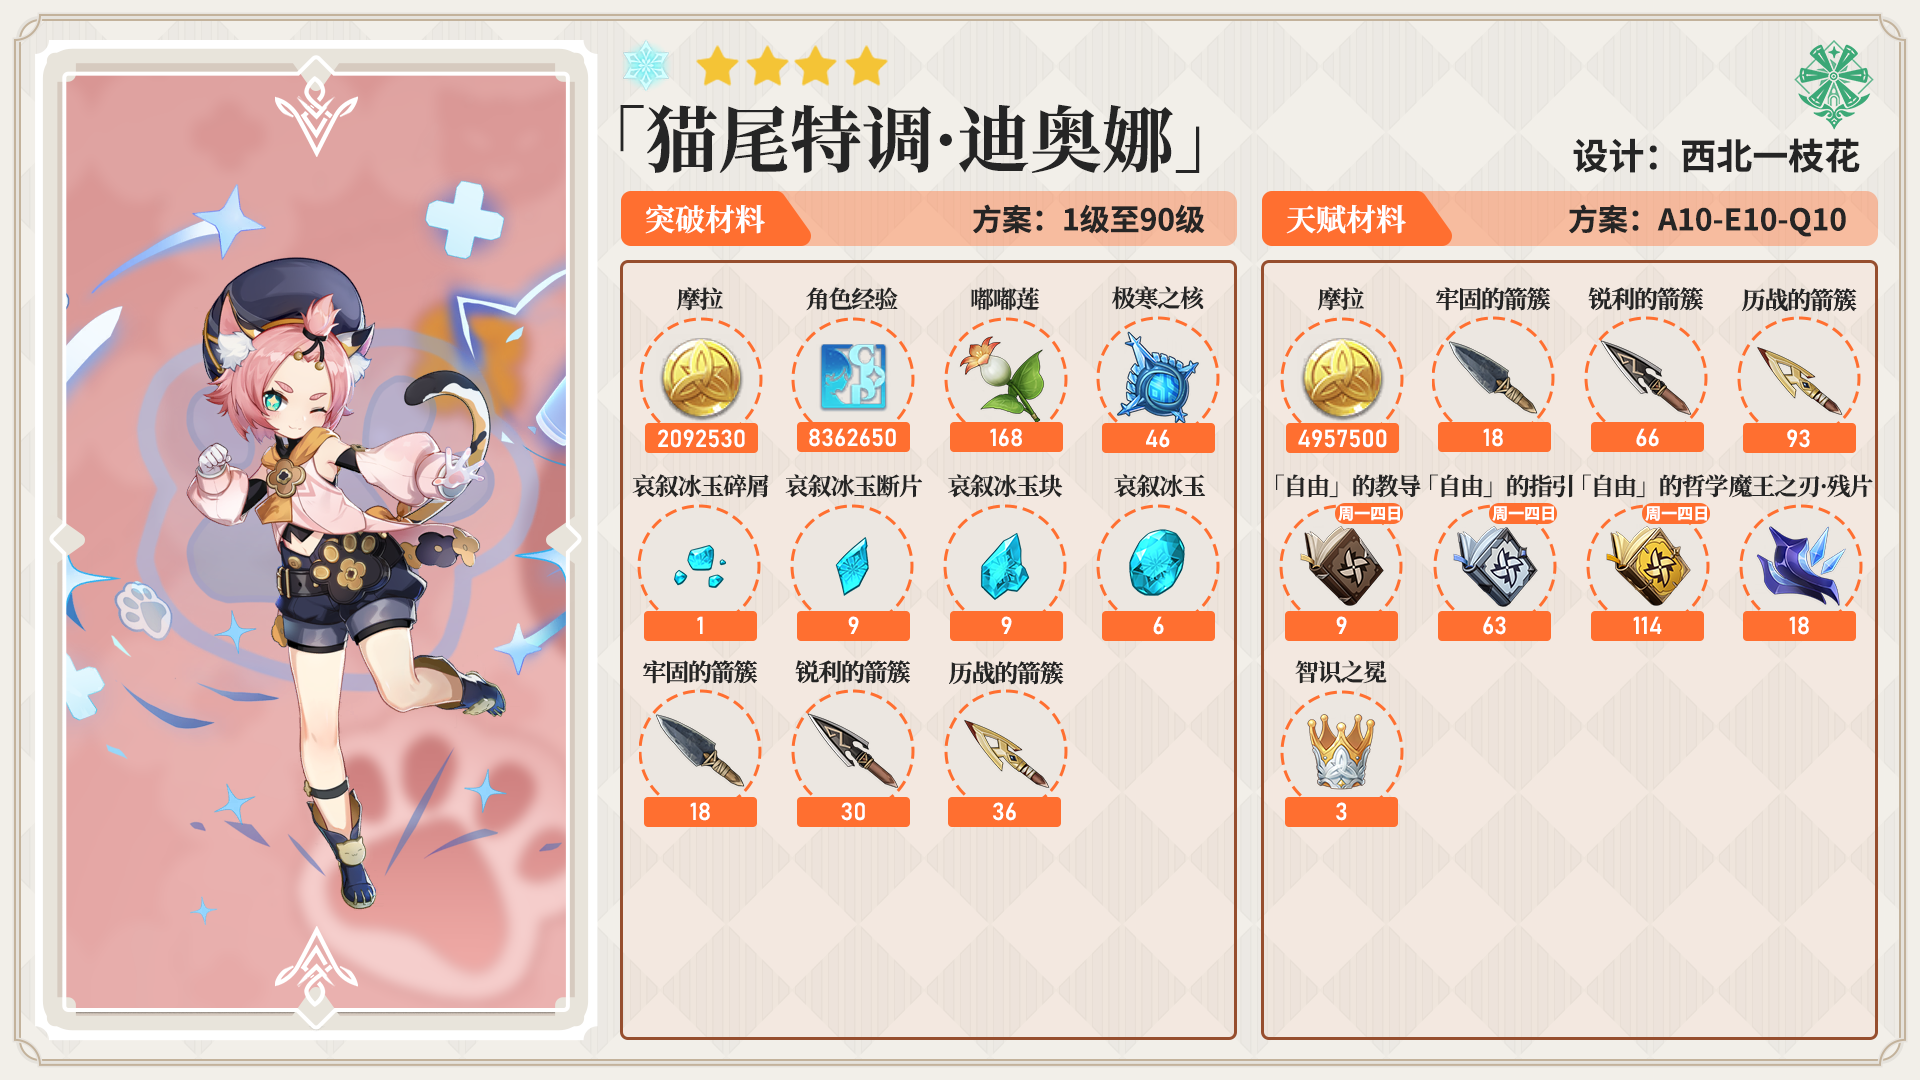 「猫尾特调·迪奥娜」
设计：西北一枝花
突破材料
方案：1级至90级
摩拉
角色经验
嘟嘟莲
极寒之核
2092530
8362650
168
46
哀叙冰玉碎屑
哀叙冰玉断片
哀叙冰玉块
哀叙冰玉
1
9
9
6
牢固的箭簇
锐利的箭簇
历战的箭簇
18
30
36
天赋材料
方案：A10-E10-Q10
摩拉
牢固的箭簇
锐利的箭簇
历战的箭簇
4957500
18
66
93
「自由」的教导
「自由」的指引
「自由」的哲学
魔王之刃·残片
周一四日
周一四日
周一四日
9
63
114
18
智识之冕
3